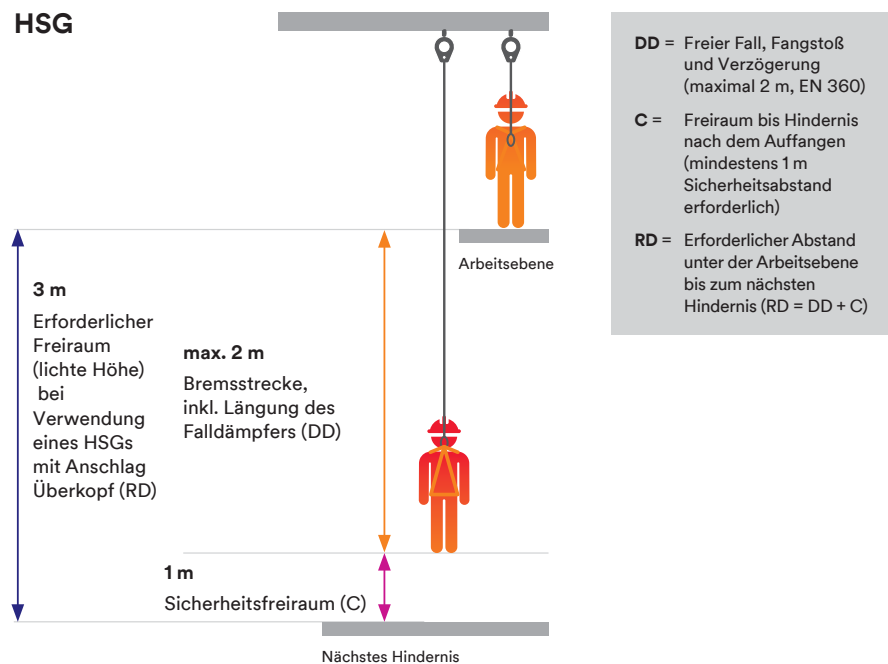 HSG
DD = Freier Fall, Fangstoß
und Verzögerung
(maximal 2 m, EN 360)
C = Freiraum bis Hindernis
nach dem Auffangen
(mindestens 1 m
Sicherheitsabstand
erforderlich)
RD = Erforderlicher Abstand
unter der Arbeitsebene
bis zum nächsten
Hindernis (RD = DD + C)
Arbeitsebene
3 m
Erforderlicher
Freiraum
(lichte Höhe)
bei
Verwendung
eines HSGs
mit Anschlag
Überkopf (RD)
max. 2 m
Bremsstrecke,
inkl. Längung des
Falldämpfers (DD)
1 m
Sicherheitsfreiraum (C)
Nächstes Hindernis